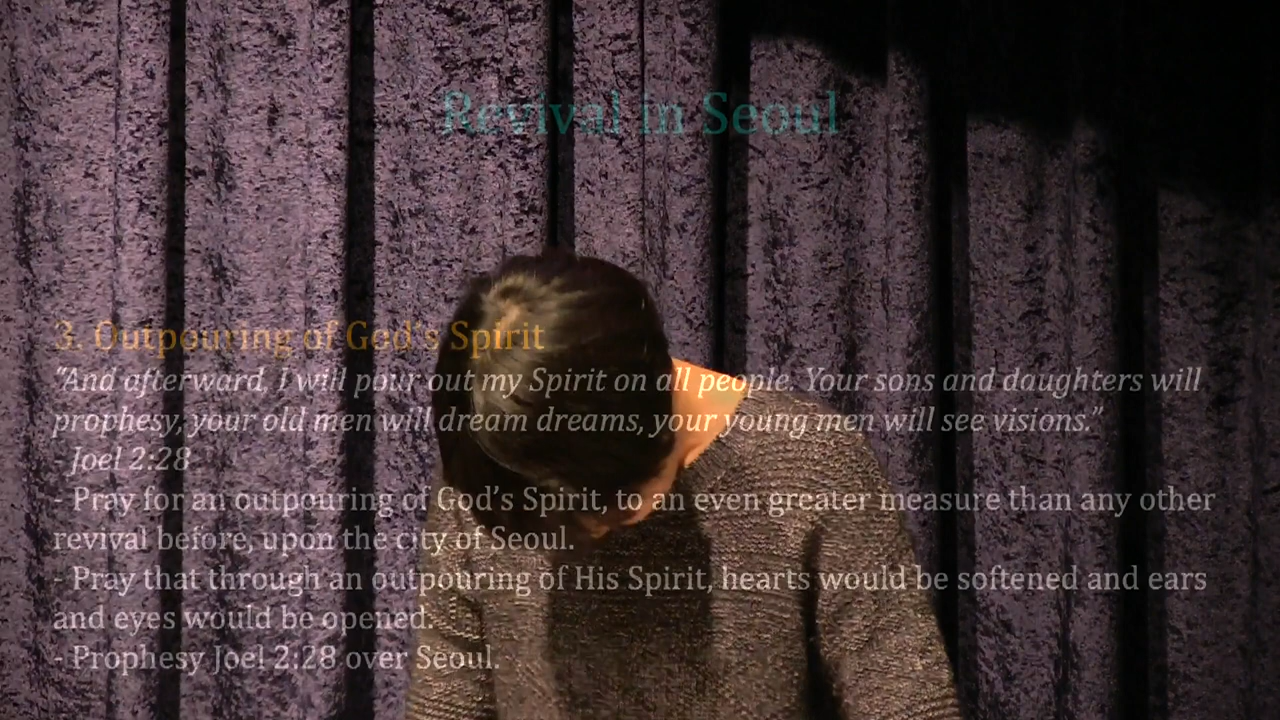 Revival in Seoul
3. Outpouring of God's Spirit
“And afterward, I will pour out my Spirit on all people. Your sons and daughters will
prophesy, your old men will dream dreams, your young men will see visions.”
Joel 2:28
- Pray for an outpouring of God’s Spirit, to an even greater measure than any other
revival before, upon the city of Seoul.
- Pray that through an outpouring of His Spirit, hearts would be softened and ears
and eyes would be opened.
- Prophesy Joel 2:28 over Seoul.